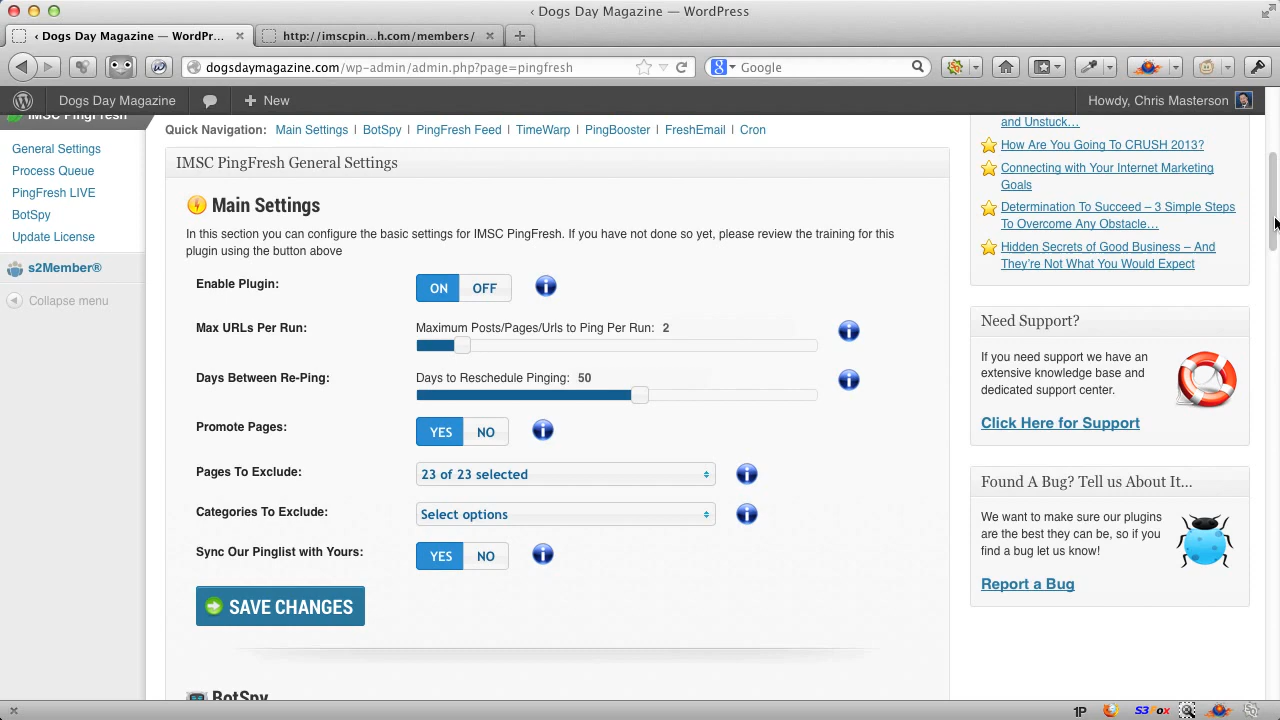 ‹ Dogs Day Magazine — WordPress
‹ Dogs Day Magazine — WordPr...
http://imscpin...h.com/members/
dogsdaymagazine.com/wp-admin/admin.php?page=pingfresh
Google
Dogs Day Magazine
New
Howdy, Chris Masterson
IMSC PingFresh
General Settings
Process Queue
PingFresh LIVE
BotSpy
Update License
s2Member®
Collapse menu
Quick Navigation: Main Settings | BotSpy | PingFresh Feed | TimeWarp | PingBooster | FreshEmail | Cron
IMSC PingFresh General Settings
Main Settings
In this section you can configure the basic settings for IMSC PingFresh. If you have not done so yet, please review the training for this
plugin using the button above
Enable Plugin:
ON OFF
Max URLs Per Run:
Maximum Posts/Pages/Urls to Ping Per Run: 2
Days Between Re-Ping:
Days to Reschedule Pinging: 50
Promote Pages:
YES NO
Pages To Exclude:
23 of 23 selected
Categories To Exclude:
Select options
Sync Our Pinglist with Yours:
YES NO
SAVE CHANGES
BotSpy
and Unstuck...
How Are You Going To CRUSH 2013?
Connecting with Your Internet Marketing
Goals
Determination To Succeed – 3 Simple Steps
To Overcome Any Obstacle...
Hidden Secrets of Good Business – And
They're Not What You Would Expect
Need Support?
If you need support we have an
extensive knowledge base and
dedicated support center.
Click Here for Support
Found A Bug? Tell us About It...
We want to make sure our plugins
are the best they can be, so if you
find a bug let us know!
Report a Bug
1P
S3Fox